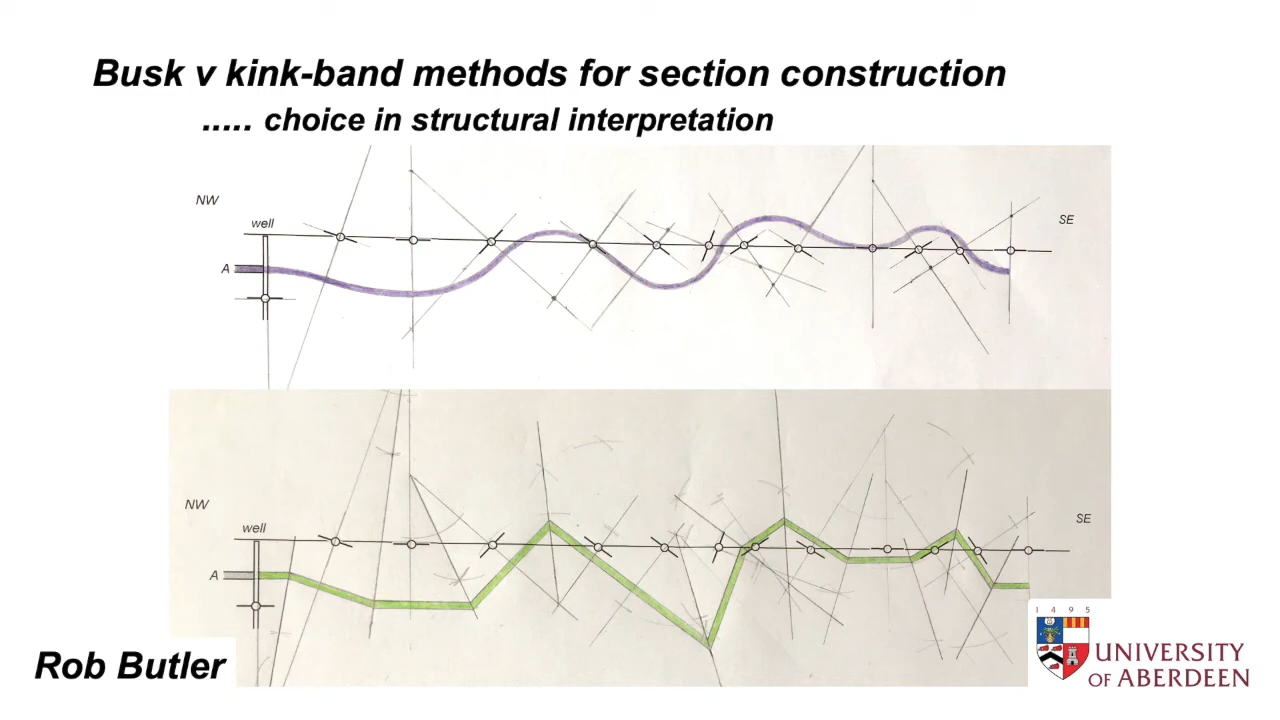 Busk v kink-band methods for section construction
..... choice in structural interpretation
NW
well
SE
A
NW
well
SE
A
1 4 9 5
UNIVERSITY
OF ABERDEEN
Rob Butler